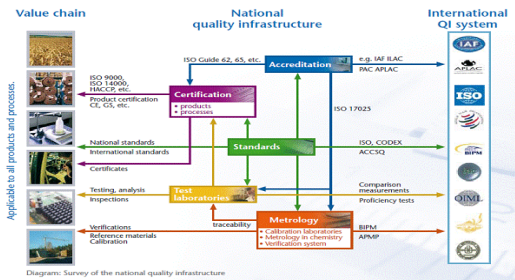 Value chain
National
quality infrastructure
International
QI system
Applicable to all products and processes.
ISO Guide 62, 65, etc.
Accreditation
e.g. IAF ILAC
PAC APLAC
ISO 9000,
ISO 14000,
HACCP, etc.
Product certification
CE, GS, etc.
Certification
• products
• processes
ISO 17025
National standards
International standards
Standards
ISO, CODEX
ACCSQ
Certificates
Testing, analysis
Inspections
Test
laboratories
Comparison
measurements
Proficiency tests
traceability
Metrology
• Calibration laboratories
• Metrology in chemistry
• Verification system
Verifications
Reference materials
Calibration
BIPM
APMP
IAF
APLAC
ISO
BIPM
OIML
Diagram: Survey of the national quality infrastructure